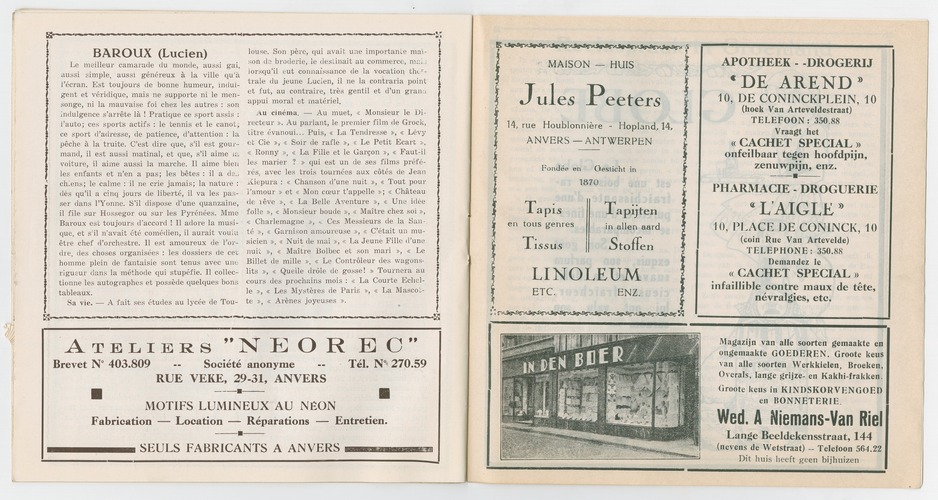 BAROUX (Lucien)
Le meilleur camarade du monde, aussi gai,
aussi simple, aussi généreux à la ville qu'à
l'écran. Est toujours de bonne humeur, indul-
gent et véridique, mais ne supporte ni le men-
songe, ni la mauvaise foi chez les autres : son
indulgence s'arrête là ! Pratique ce sport assis :
l'auto; ces sports actifs : le tennis et le canot;
ce sport d'airesse, de patience, d'attention : la
pêche à la truite. C'est dire que, s'il est gour-
mand, il est aussi matinal, et que, s'il aime la
voiture, il aime aussi la marche. Il aime bien
les enfants et n'en a pas; les bêtes : il a des
chiens; le calme : il ne crie jamais; la nature :
dès qu'il a cinq jours de liberté, il va les pas-
ser dans l'Yonne. S'il dispose d'une quanzaine,
il file sur Hossegor ou sur les Pyrénées. Mme
Baroux est toujours d'accord ! Il adore la musi-
que, et s'il n'avait été comédien, il aurait voulu
être chef d'orchestre. Il est amoureux de l'or-
dre, des choses organisées : les dossiers de cet
homme plein de fantaisie sont tenus avec une
rigueur dans la méthode qui stupéfie. Il collec-
tionne les autographes et possède quelques bons
tableaux.
Sa vie. — A fait ses études au lycée de Tou-
louse. Son père, qui avait une importante mai-
son de broderie, le destinait au commerce, mais
lorsqu'il eut connaissance de la vocation théâ-
trale du jeune Lucien, il ne la contraria point
et fut, au contraire, très gentil et d'un grand
appui moral et matériel.
Au cinéma. — Au muet, « Monsieur le Di-
recteur ». Au parlant, le premier film de Grock,
titre évanoui... Puis, « La Tendresse », « Lévy
et Cie », « Soir de rafle », « Le Petit Ecart »,
« Ronny », « La Fille et le Garçon », « Faut-il
les marier ? » qui est un de ses films préfé-
rés, avec les trois tournées aux côtés de Jean
Kiepura : « Chanson d'une nuit », « Tout pour
l'amour » et « Mon cœur t'appelle »; « Château
de rêve », « La Belle Aventure », « Une idée
folle », « Monsieur boude », « Maître chez soi »,
« Charlemagne », « Ces Messieurs de la San-
té », « Garnison amoureuse », « C'était un mu-
sicien », « Nuit de mai », « La Jeune Fille d'une
nuit », « Maître Bolbec et son mari », « Le
Billet de mille », « Le Contrôleur des wagons-
lits », « Quelle drôle de gosse! » Tournera au
cours des prochains mois : « La Courte Echel-
le », « Les Mystères de Paris », « La Mascot-
te », « Arènes joyeuses ».
ATELIERS "NEOREC"
Brevet N° 403.809 -- Société anonyme -- Tél. N° 270.59
RUE VEKE, 29-31, ANVERS
MOTIFS LUMINEUX AU NÉON
Fabrication — Location — Réparations — Entretien.
SEULS FABRICANTS A ANVERS
MAISON — HUIS
Jules Peeters
14, rue Houblonnière - Hopland, 14,
ANVERS — ANTWERPEN
Fondée en Gesticht in
1870
Tapis Tapijten
en tous genres in allen aard
Tissus Stoffen
LINOLEUM
ETC. ENZ.
APOTHEEK - -DROGERIJ
“ DE AREND ”
10, DE CONINCKPLEIN, 10
(hoek Van Arteveldestraat)
TELEFOON : 350.88
Vraagt het
« CACHET SPECIAL »
onfeilbaar tegen hoofdpijn,
zenuwpijn, enz.
PHARMACIE - DROGUERIE
“ L'AIGLE ”
10, PLACE DE CONINCK, 10
(coin Rue Van Artevelde)
TELEPHONE : 350.88
Demandez le
« CACHET SPECIAL »
infaillible contre maux de tête,
névralgies, etc.
IN DEN BOER
Magazijn van alle soorten gemaakte en
ongemaakte GOEDEREN. Groote keus
van alle soorten Werkkielen, Broeken,
Overals, lange grijze- en Kakhi-frakken
Groote keus in KINDSKORVENGOED
en BONNETERIE.
Wed. A Niemans-Van Riel
Lange Beeldekensstraat, 144
(nevens de Wetstraat) — Telefoon 564.22
Dit huis heeft geen bijhuizen